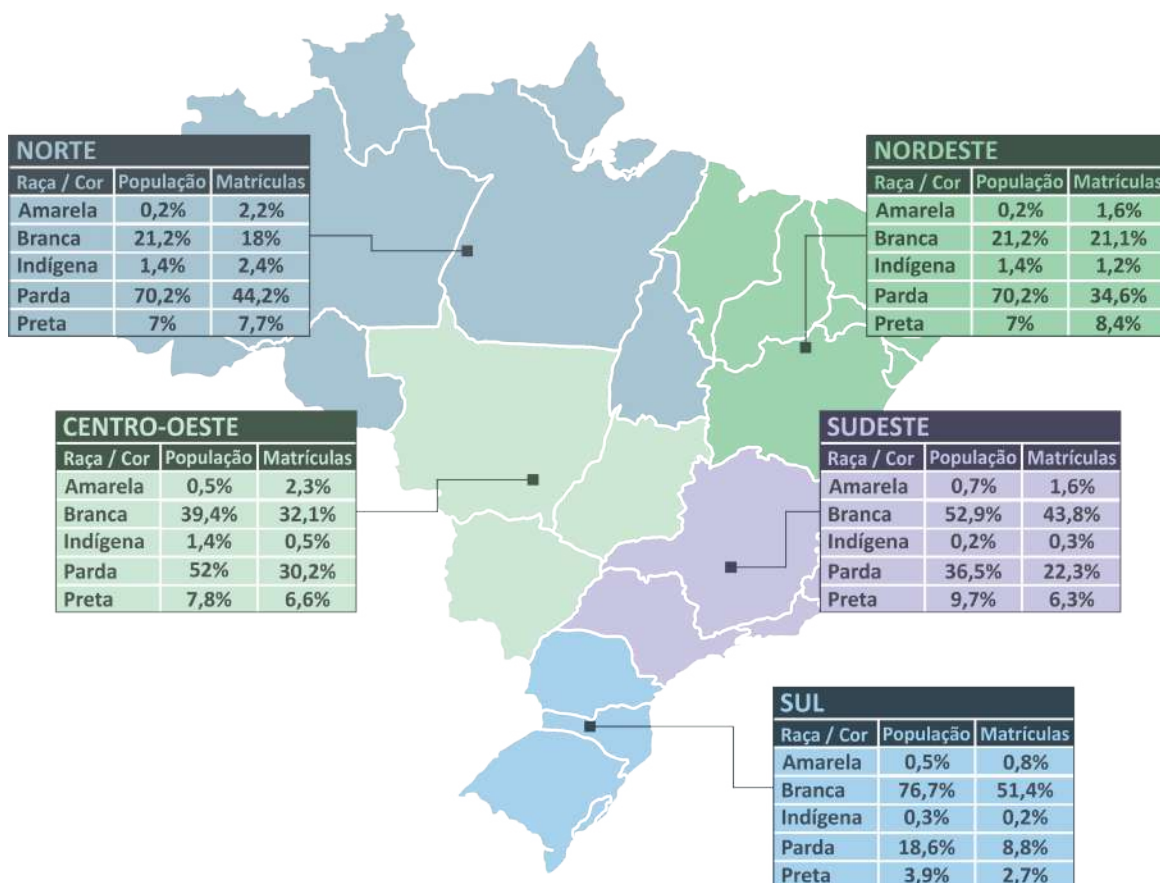 NORTE
Raça / Cor População Matrículas
Amarela 0,2% 2,2%
Branca 21,2% 18%
Indígena 1,4% 2,4%
Parda 70,2% 44,2%
Preta 7% 7,7%
NORDESTE
Raça / Cor População Matrículas
Amarela 0,2% 1,6%
Branca 21,2% 21,1%
Indígena 1,4% 1,2%
Parda 70,2% 34,6%
Preta 7% 8,4%
CENTRO-OESTE
Raça / Cor População Matrículas
Amarela 0,5% 2,3%
Branca 39,4% 32,1%
Indígena 1,4% 0,5%
Parda 52% 30,2%
Preta 7,8% 6,6%
SUDESTE
Raça / Cor População Matrículas
Amarela 0,7% 1,6%
Branca 52,9% 43,8%
Indígena 0,2% 0,3%
Parda 36,5% 22,3%
Preta 9,7% 6,3%
SUL
Raça / Cor População Matrículas
Amarela 0,5% 0,8%
Branca 76,7% 51,4%
Indígena 0,3% 0,2%
Parda 18,6% 8,8%
Preta 3,9% 2,7%